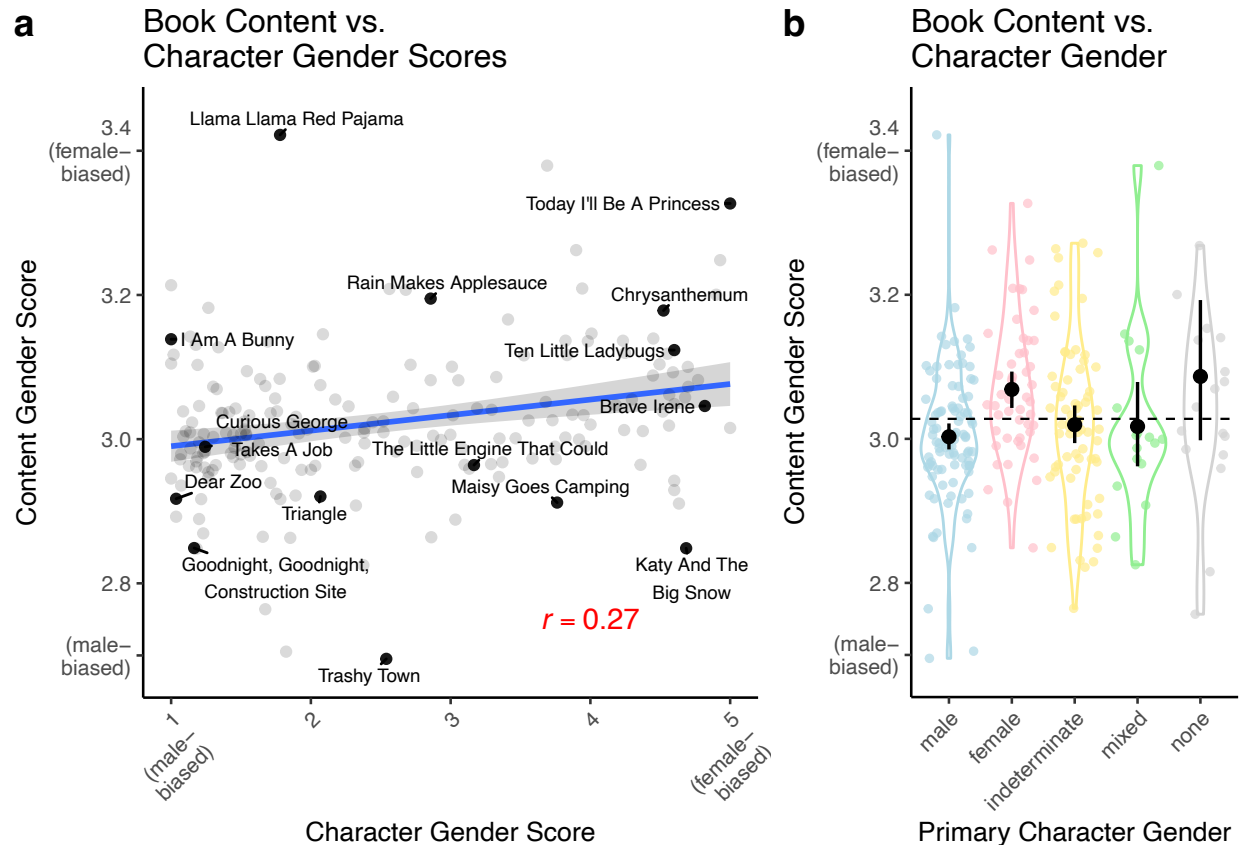 a
Book Content vs.
Character Gender Scores
Content Gender Score
3.4
(female–
biased)
3.2
3.0
2.8
(male–
biased)
Llama Llama Red Pajama
Today I'll Be A Princess
Rain Makes Applesauce
Chrysanthemum
I Am A Bunny
Ten Little Ladybugs
Brave Irene
Curious George
Takes A Job
The Little Engine That Could
Dear Zoo
Maisy Goes Camping
Triangle
Goodnight, Goodnight,
Construction Site
Katy And The
Big Snow
r = 0.27
Trashy Town
1
(male–
biased)
2
3
4
5
(female–
biased)
Character Gender Score
b
Book Content vs.
Character Gender
Content Gender Score
3.4
(female–
biased)
3.2
3.0
2.8
(male–
biased)
male
female
indeterminate
mixed
none
Primary Character Gender